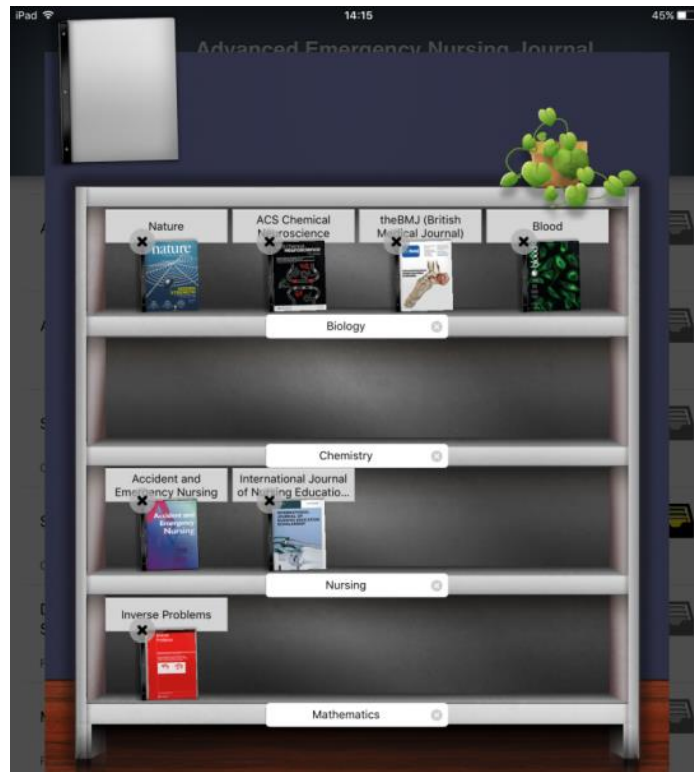 iPad 14:15 45%
Advanced Emergency Nursing Journal
Nature
ACS Chemical
Neuroscience
theBMJ (British
Medical Journal)
Blood
nature
Biology
Chemistry
Accident and
Emergency Nursing
International Journal
of Nursing Educatio...
Accident and
Emergency
Nursing
Nursing
Inverse Problems
Mathematics